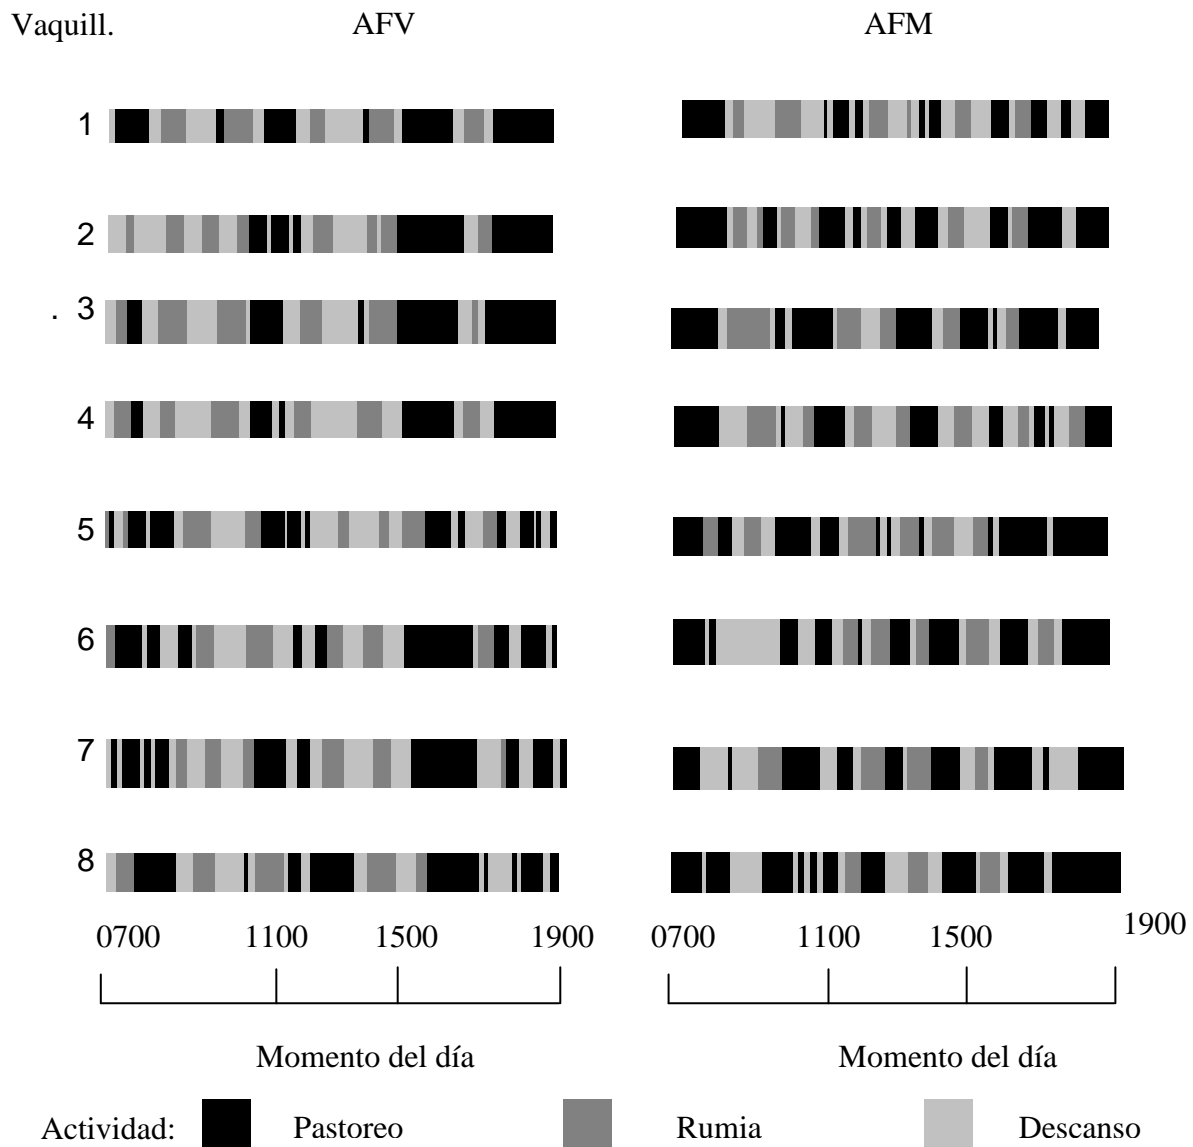 Vaquill. AFV AFM
1
2
. 3
4
5
6
7
8
0700 1100 1500 1900 0700 1100 1500 1900
Momento del día Momento del día
Actividad: Pastoreo Rumia Descanso